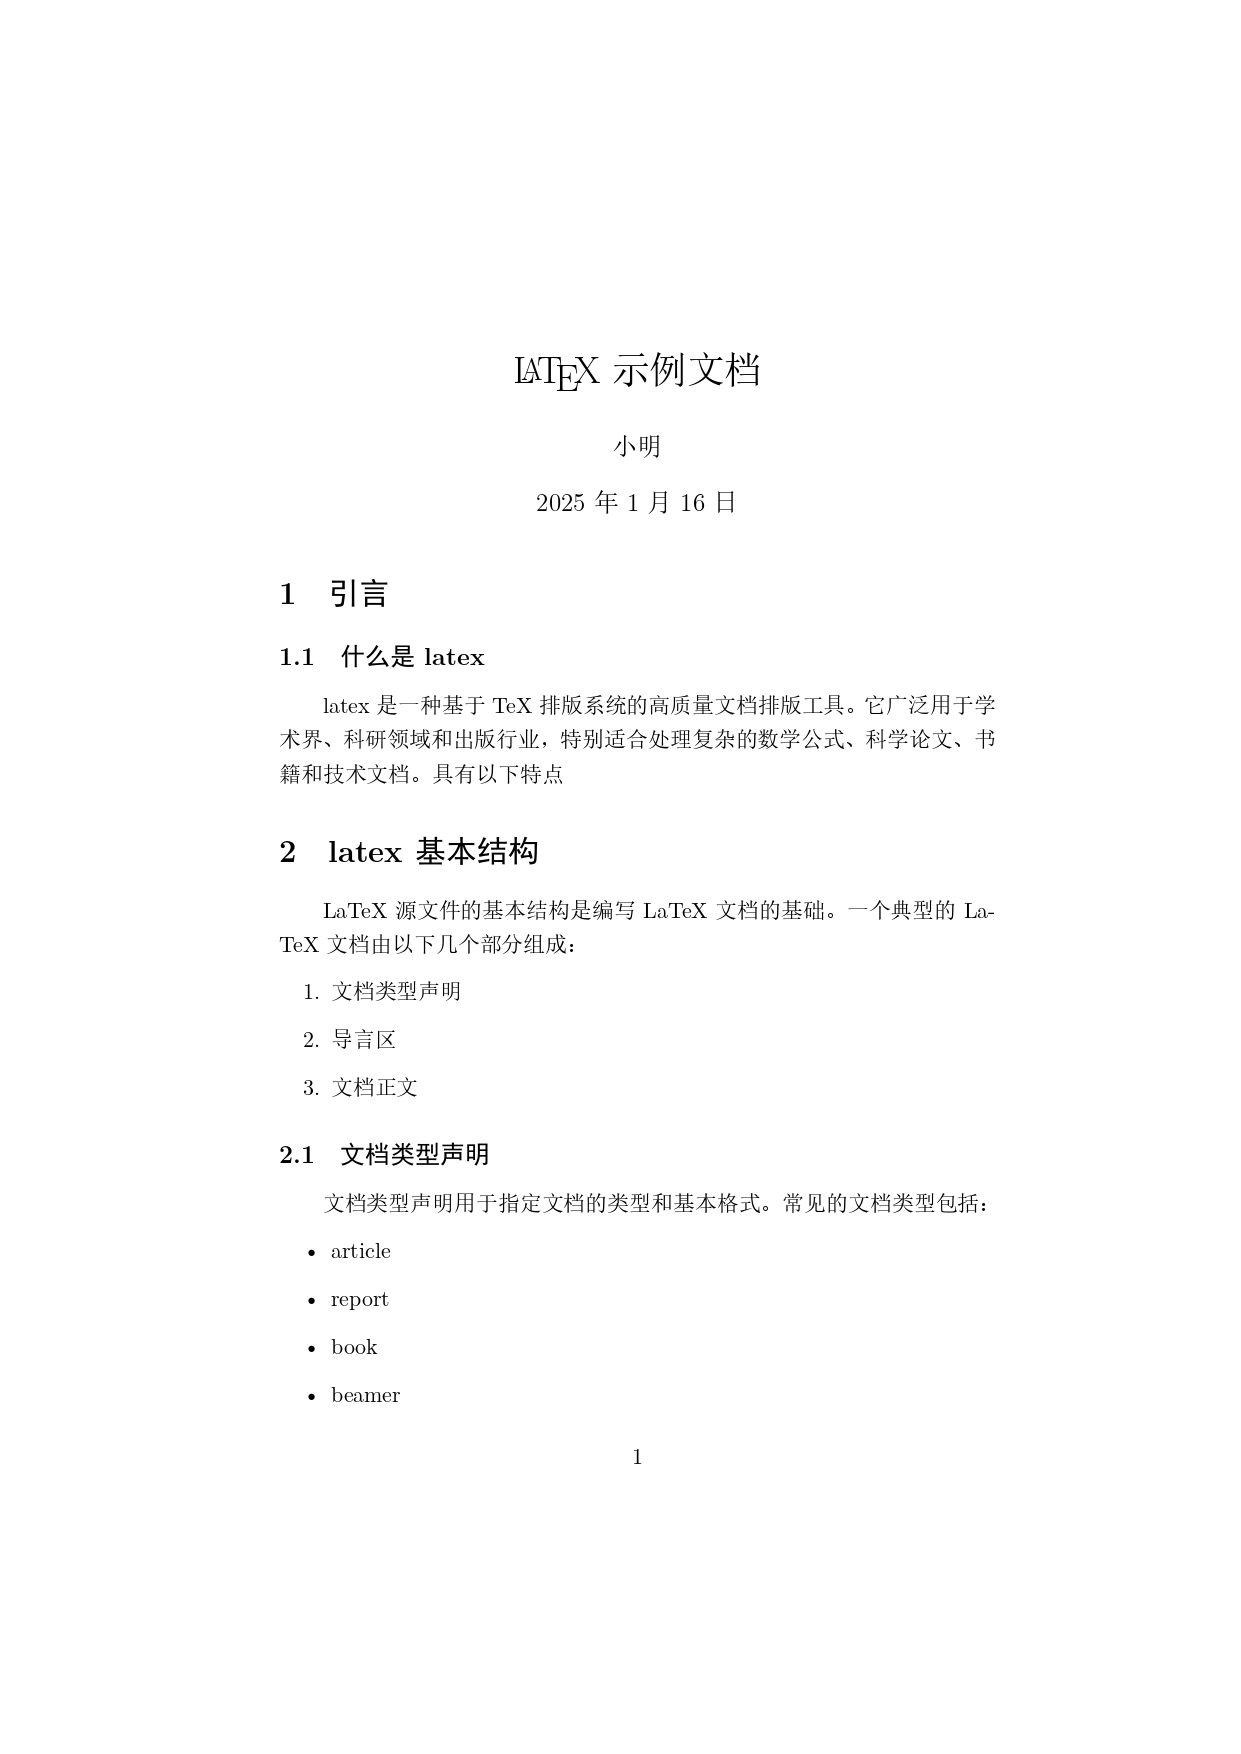 LATEX 示例文档
小明
2025 年 1 月 16 日
1 引言
1.1 什么是 latex
latex 是一种基于 TeX 排版系统的高质量文档排版工具。它广泛用于学
术界、科研领域和出版行业，特别适合处理复杂的数学公式、科学论文、书
籍和技术文档。具有以下特点
2 latex 基本结构
LaTeX 源文件的基本结构是编写 LaTeX 文档的基础。一个典型的 La-
TeX 文档由以下几个部分组成：
1. 文档类型声明
2. 导言区
3. 文档正文
2.1 文档类型声明
文档类型声明用于指定文档的类型和基本格式。常见的文档类型包括：
• article
• report
• book
• beamer
1